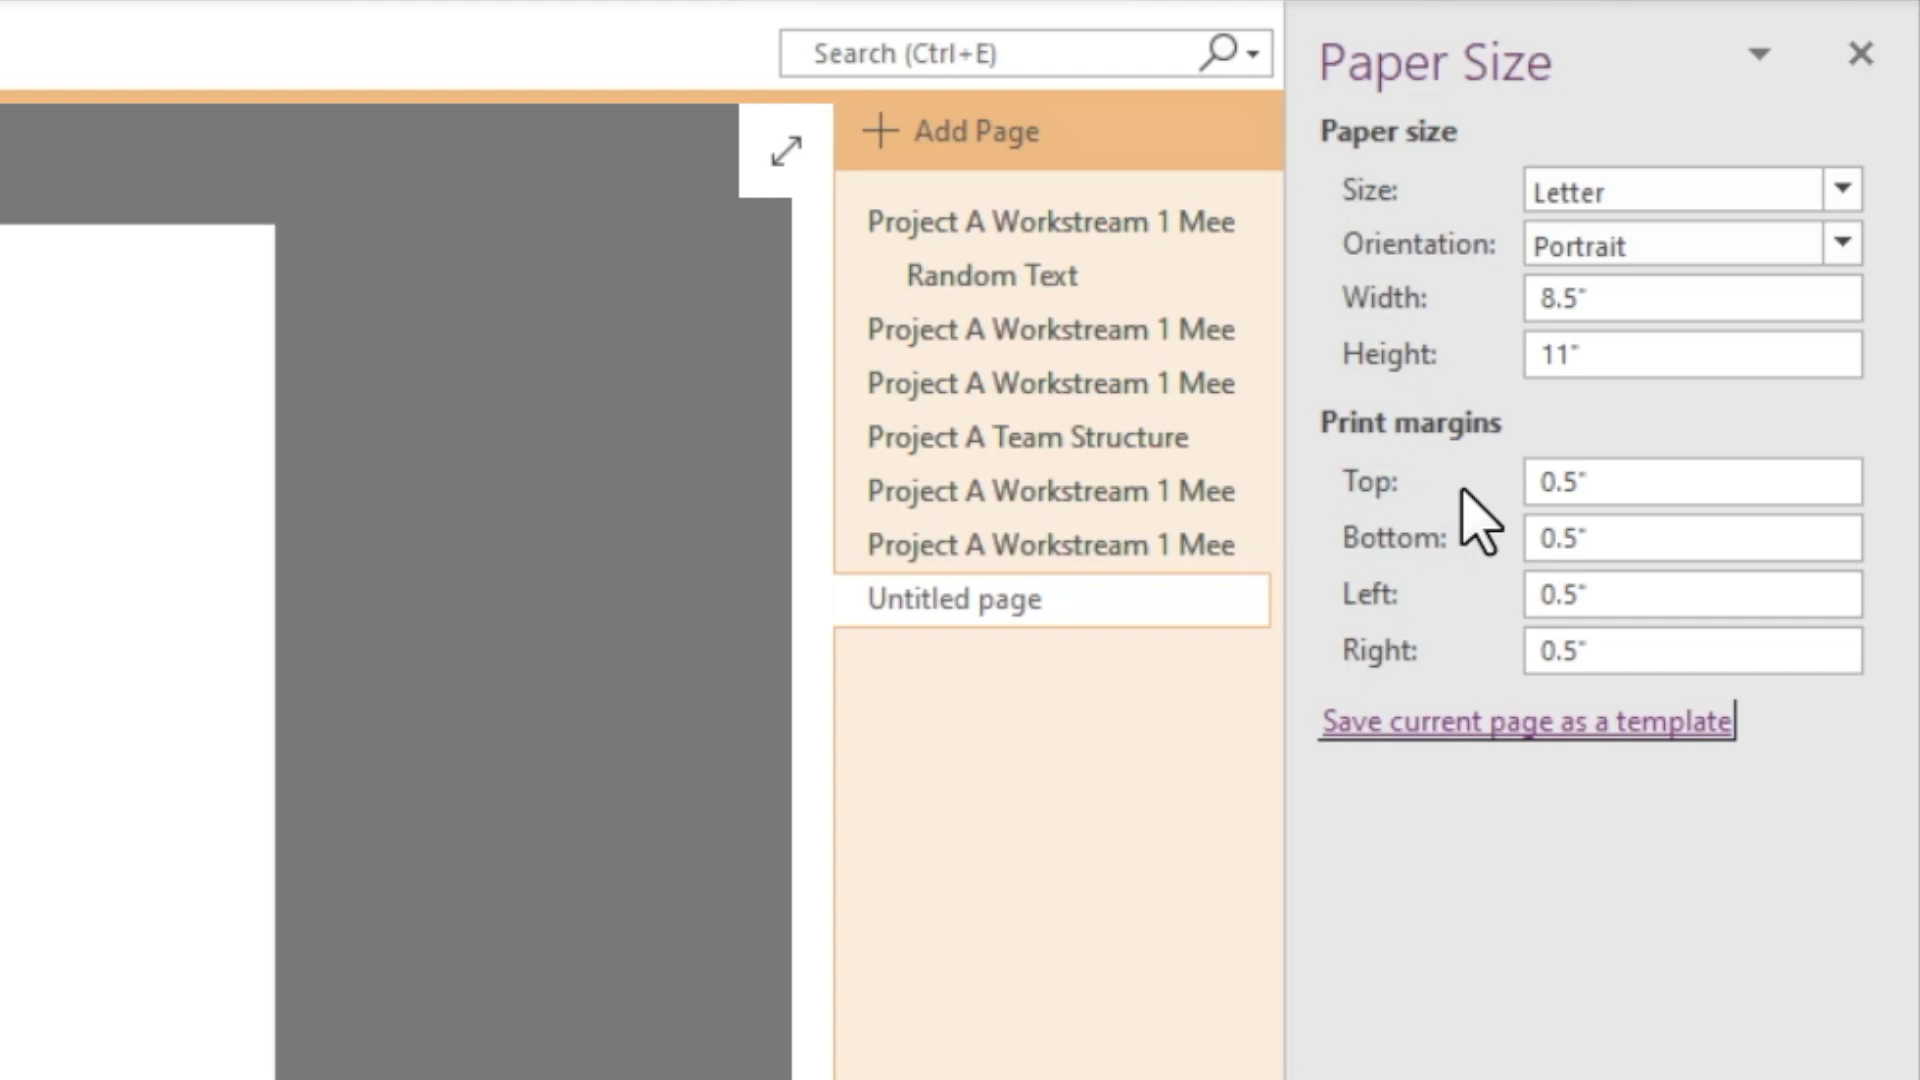 Search (Ctrl+E)
Add Page
Project A Workstream 1 Mee
Random Text
Project A Workstream 1 Mee
Project A Workstream 1 Mee
Project A Team Structure
Project A Workstream 1 Mee
Project A Workstream 1 Mee
Untitled page
Paper Size
Paper size
Size: Letter
Orientation: Portrait
Width: 8.5"
Height: 11"
Print margins
Top: 0.5"
Bottom: 0.5"
Left: 0.5"
Right: 0.5"
Save current page as a template